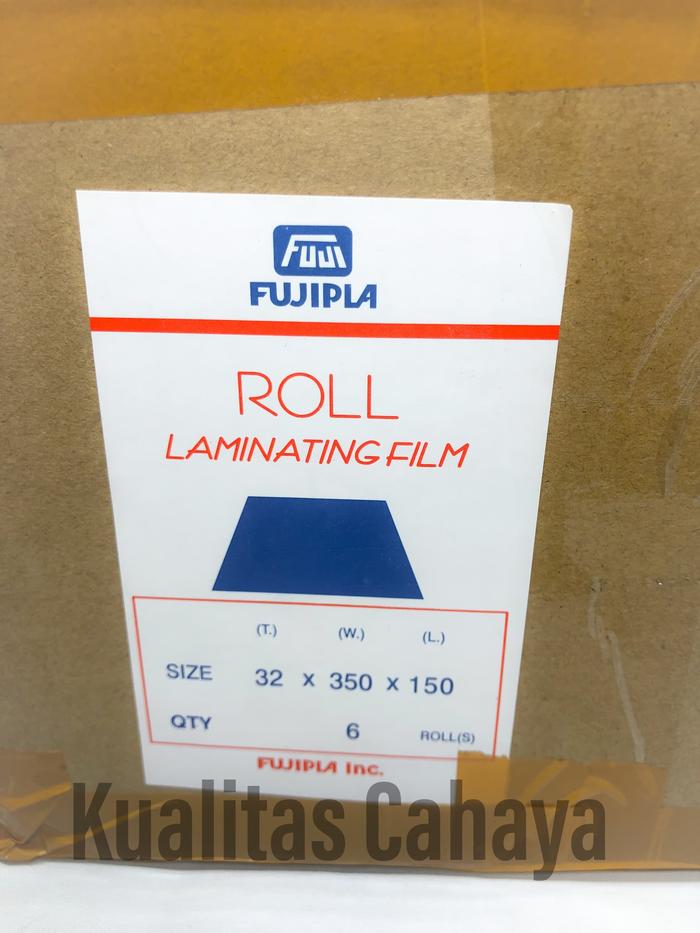 FUJI
FUJIPLA
ROLL
LAMINATING FILM
(T.) (W.) (L.)
SIZE 32 x 350 x 150
QTY 6 ROLL(S)
FUJIPLA Inc.
Kualitas Cahaya